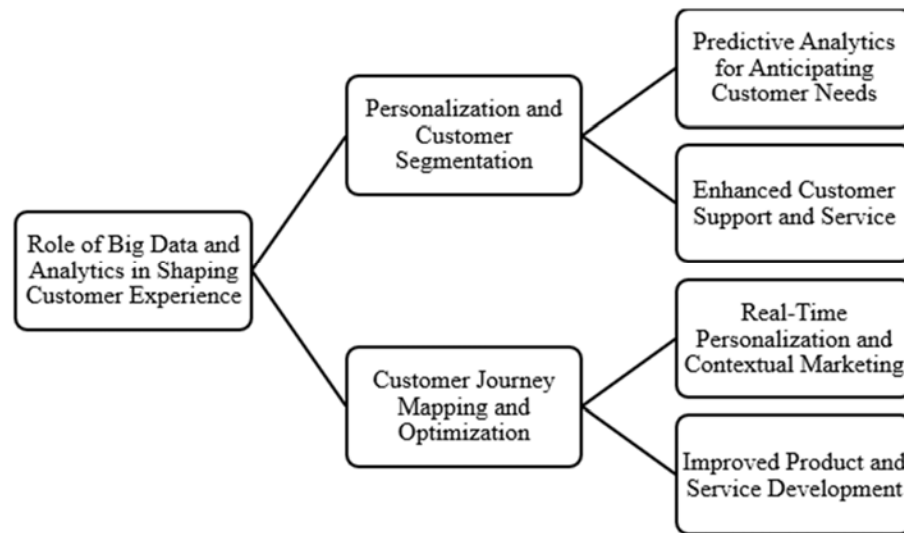 Role of Big Data and
Analytics in Shaping
Customer Experience
Personalization and
Customer
Segmentation
Predictive Analytics
for Anticipating
Customer Needs
Enhanced Customer
Support and Service
Customer Journey
Mapping and
Optimization
Real-Time
Personalization and
Contextual Marketing
Improved Product and
Service Development